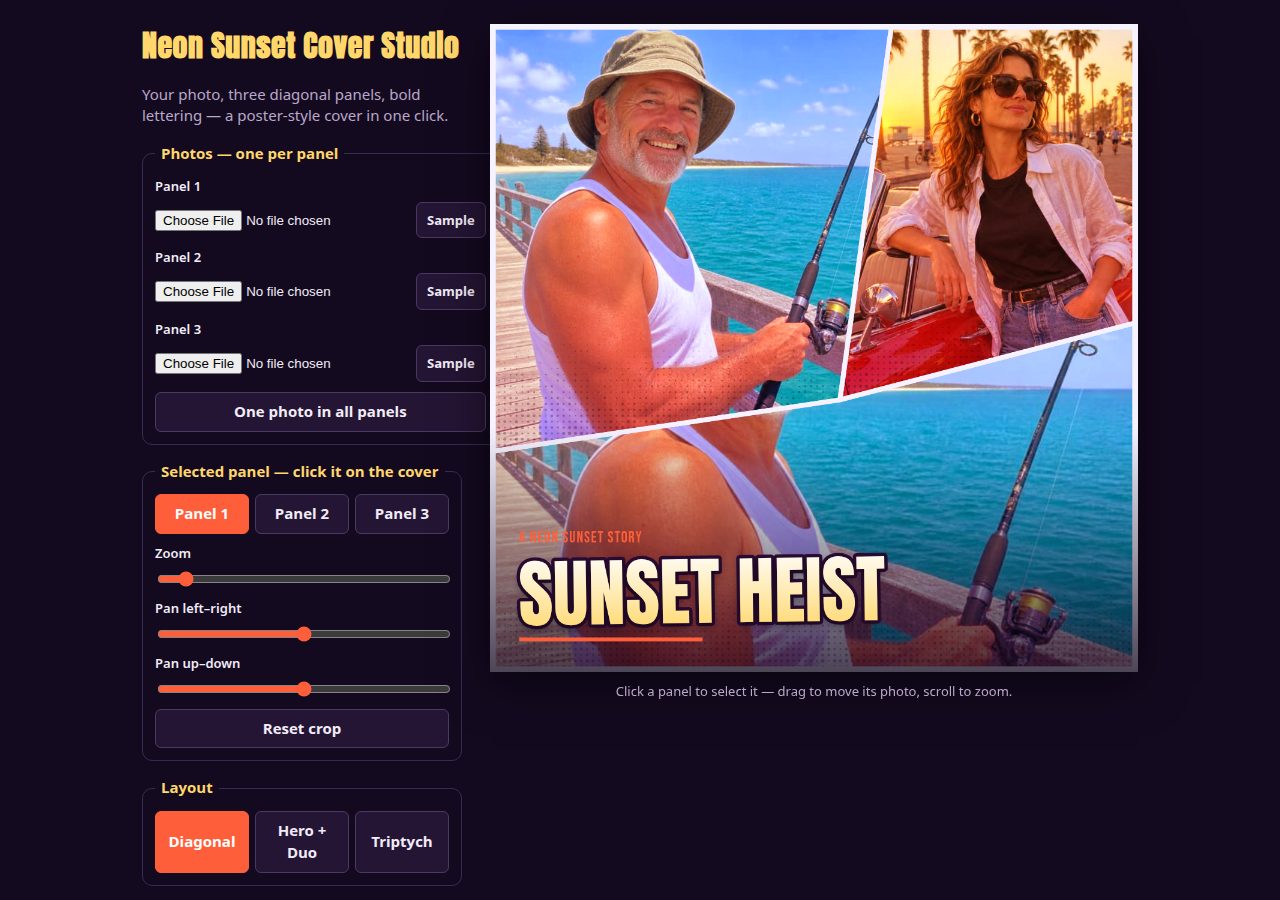 Neon Sunset Cover Studio
Your photo, three diagonal panels, bold
lettering — a poster-style cover in one click.
Photos — one per panel
Panel 1
Choose File No file chosen
Sample
Panel 2
Choose File No file chosen
Sample
Panel 3
Choose File No file chosen
Sample
One photo in all panels
Selected panel — click it on the cover
Panel 1
Panel 2
Panel 3
Zoom
Pan left–right
Pan up–down
Reset crop
Layout
Diagonal
Hero +
Duo
Triptych
A NEON SUNSET STORY
SUNSET HEIST
Click a panel to select it — drag to move its photo, scroll to zoom.